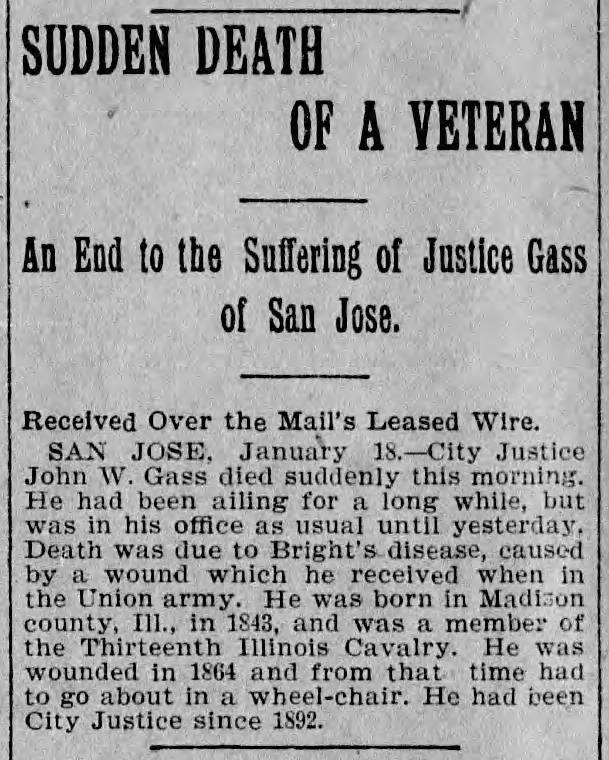 SUDDEN DEATH
OF A VETERAN
An End to the Suffering of Justice Gass
of San Jose.
Received Over the Mail's Leased Wire.
SAN JOSE, January 18.—City Justice
John W. Gass died suddenly this morning.
He had been ailing for a long while, but
was in his office as usual until yesterday.
Death was due to Bright's disease, caused
by a wound which he received when in
the Union army. He was born in Madison
county, Ill., in 1843, and was a member of
the Thirteenth Illinois Cavalry. He was
wounded in 1864 and from that time had
to go about in a wheel-chair. He had been
City Justice since 1892.